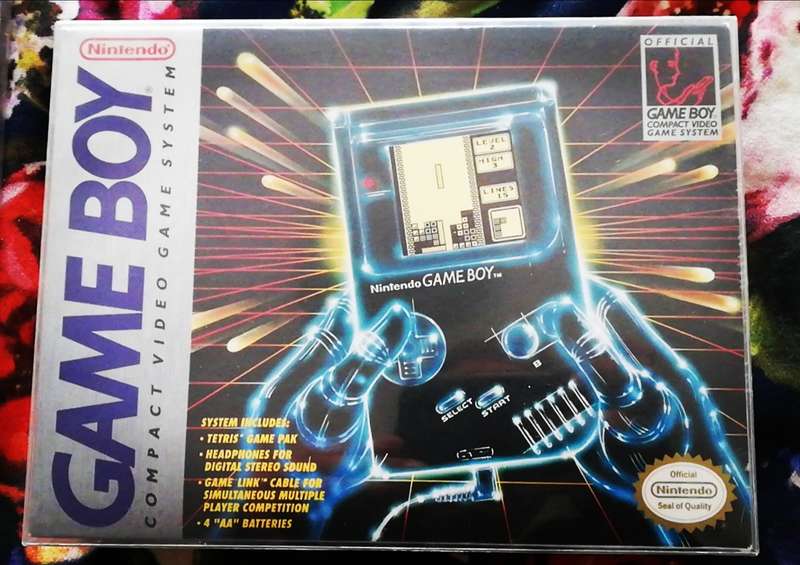 Nintendo®
GAME BOY®
COMPACT VIDEO GAME SYSTEM
OFFICIAL
GAME BOY
COMPACT VIDEO
GAME SYSTEM
LEVEL
2
HIGH
3
LINES
15
Nintendo GAME BOY™
B
SELECT
START
SYSTEM INCLUDES:
• TETRIS® GAME PAK
• HEADPHONES FOR
DIGITAL STEREO SOUND
• GAME LINK™ CABLE FOR
SIMULTANEOUS MULTIPLE
PLAYER COMPETITION
• 4 "AA" BATTERIES
Official
Nintendo
Seal of Quality